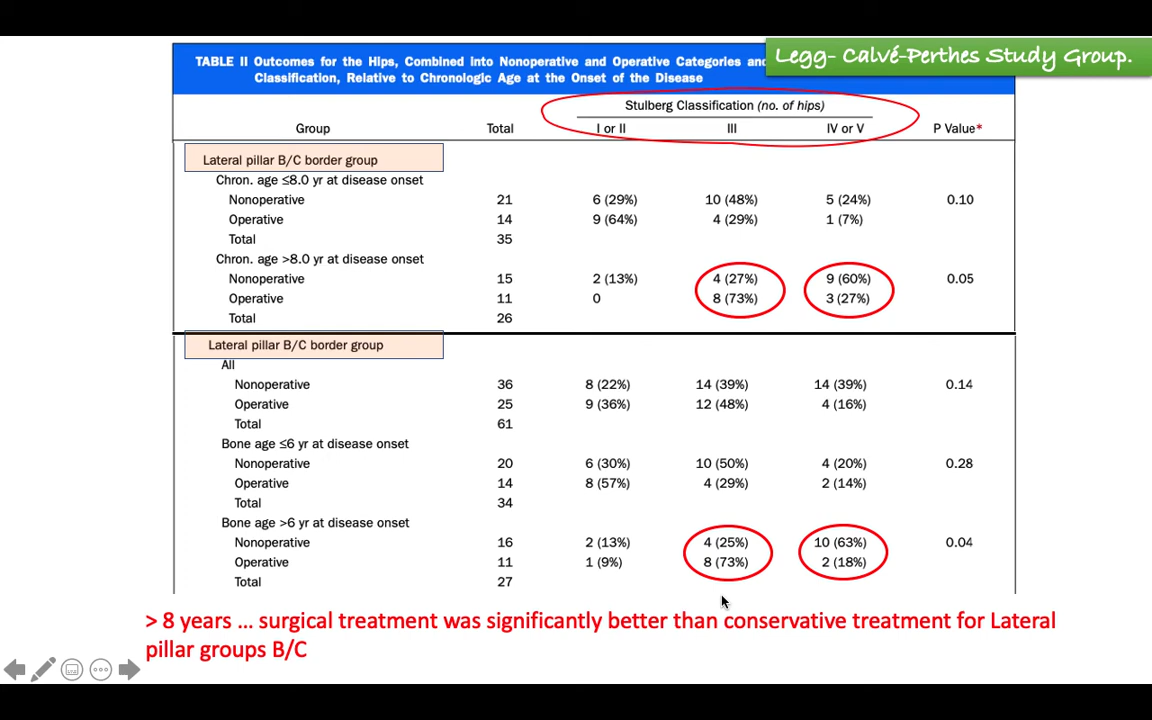 Legg- Calvé-Perthes Study Group.
TABLE II Outcomes for the Hips, Combined into Nonoperative and Operative Categories and
Classification, Relative to Chronologic Age at the Onset of the Disease
Stulberg Classification (no. of hips)
Group Total I or II III IV or V P Value*
Lateral pillar B/C border group
Chron. age ≤8.0 yr at disease onset
Nonoperative 21 6 (29%) 10 (48%) 5 (24%) 0.10
Operative 14 9 (64%) 4 (29%) 1 (7%)
Total 35
Chron. age >8.0 yr at disease onset
Nonoperative 15 2 (13%) 4 (27%) 9 (60%) 0.05
Operative 11 0 8 (73%) 3 (27%)
Total 26
Lateral pillar B/C border group
All
Nonoperative 36 8 (22%) 14 (39%) 14 (39%) 0.14
Operative 25 9 (36%) 12 (48%) 4 (16%)
Total 61
Bone age ≤6 yr at disease onset
Nonoperative 20 6 (30%) 10 (50%) 4 (20%) 0.28
Operative 14 8 (57%) 4 (29%) 2 (14%)
Total 34
Bone age >6 yr at disease onset
Nonoperative 16 2 (13%) 4 (25%) 10 (63%) 0.04
Operative 11 1 (9%) 8 (73%) 2 (18%)
Total 27
> 8 years ... surgical treatment was significantly better than conservative treatment for Lateral
pillar groups B/C